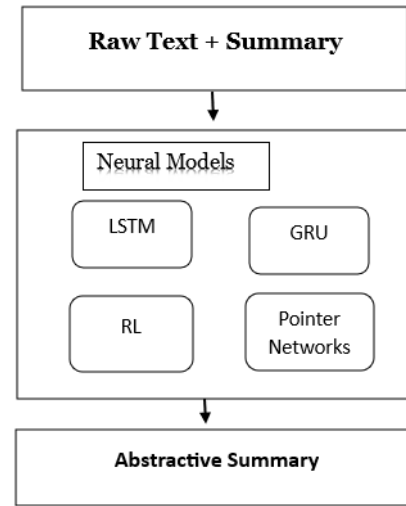 Raw Text + Summary
Neural Models
LSTM
GRU
RL
Pointer
Networks
Abstractive Summary